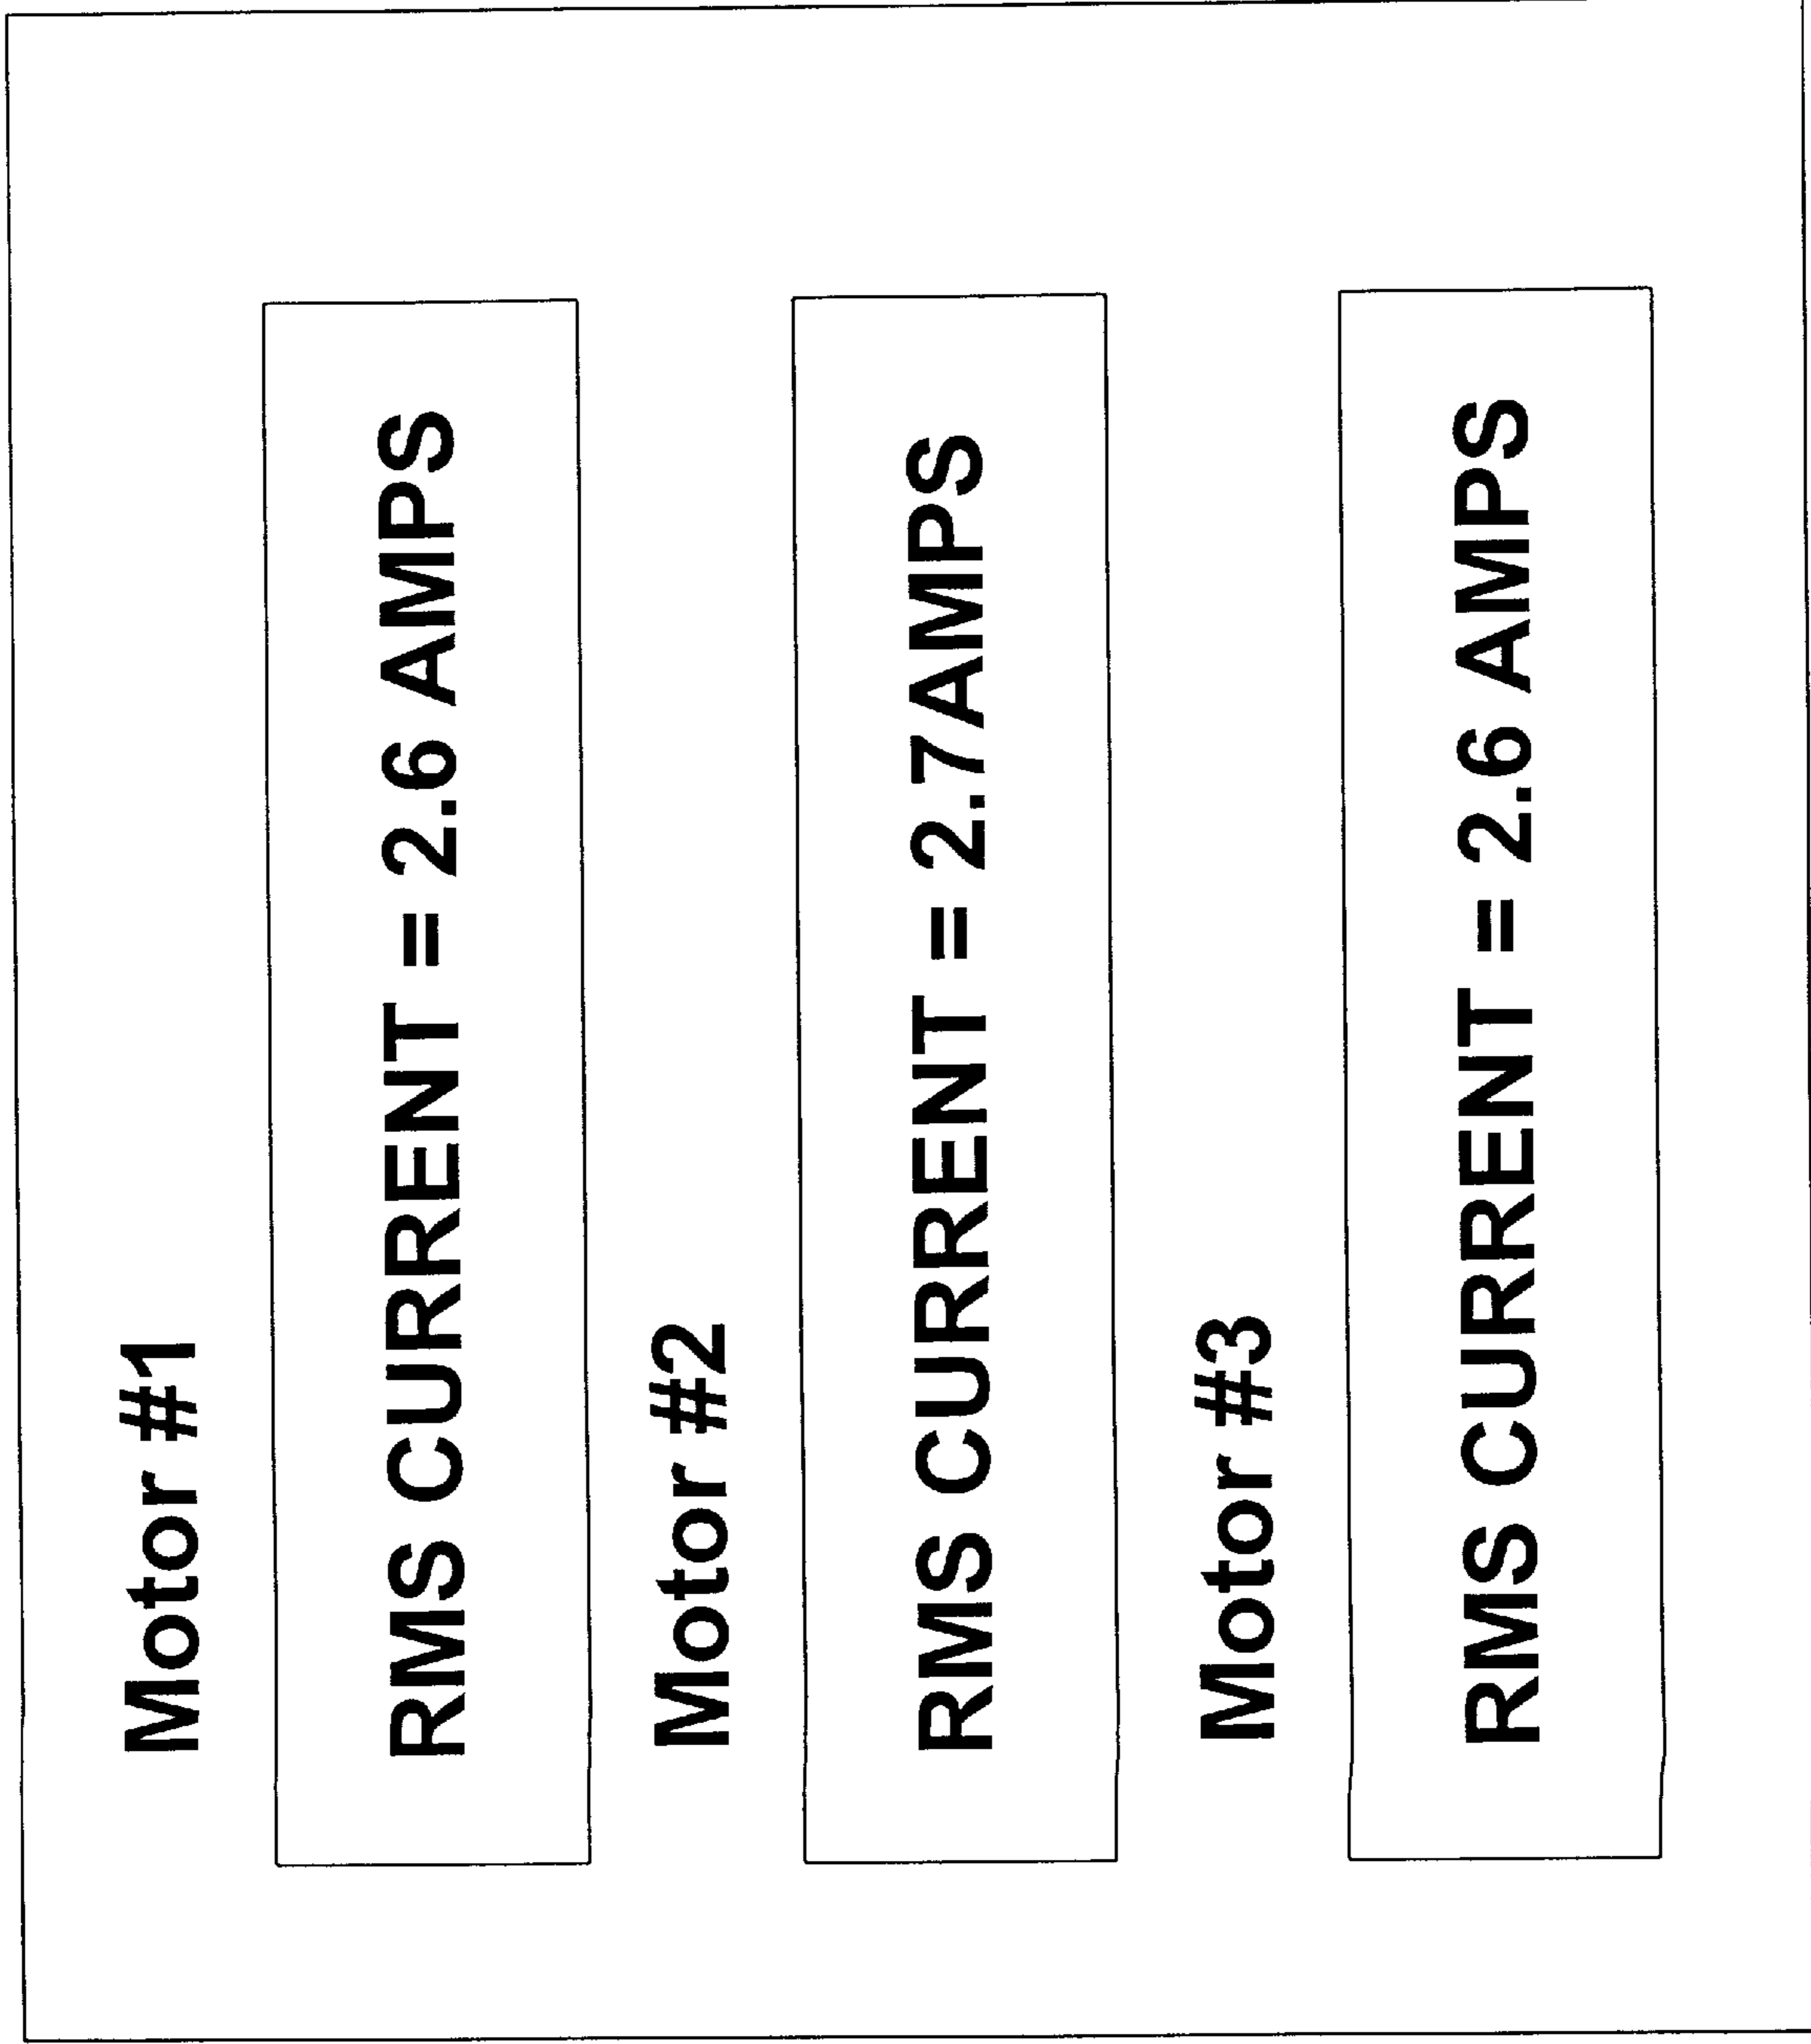 Motor #1
RMS CURRENT = 2.6 AMPS
Motor #2
RMS CURRENT = 2.7AMPS
Motor #3
RMS CURRENT = 2.6 AMPS